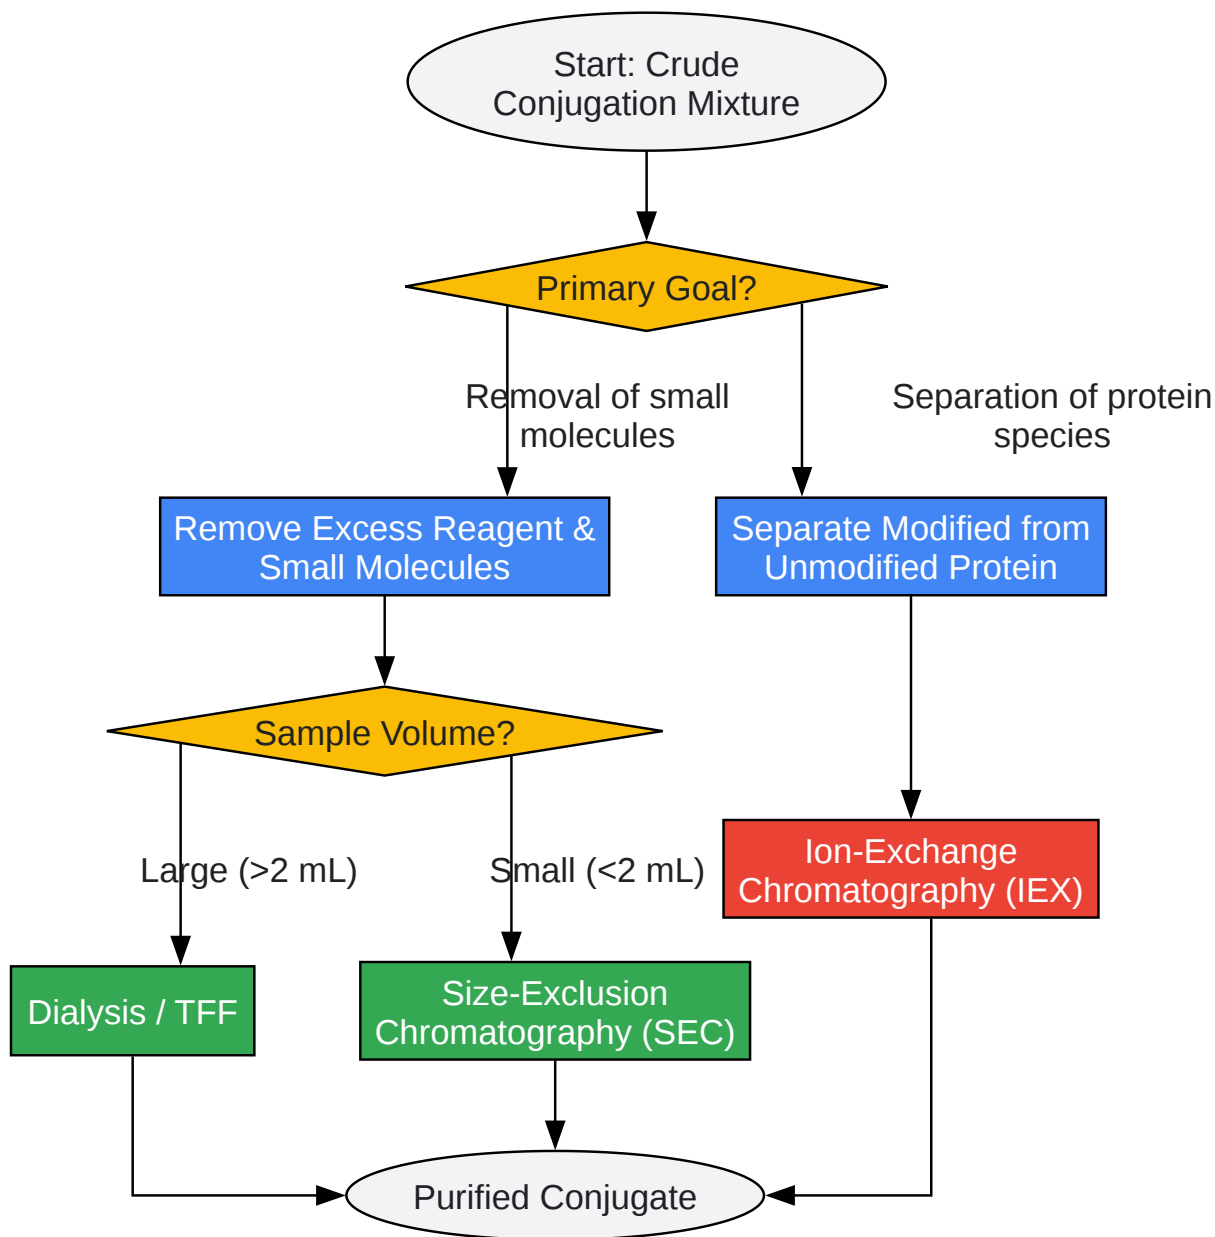 Start: Crude
Conjugation Mixture
Primary Goal?
Removal of small
molecules
Separation of protein
species
Remove Excess Reagent &
Small Molecules
Separate Modified from
Unmodified Protein
Sample Volume?
Large (>2 mL)
Small (<2 mL)
Ion-Exchange
Chromatography (IEX)
Dialysis / TFF
Size-Exclusion
Chromatography (SEC)
Purified Conjugate